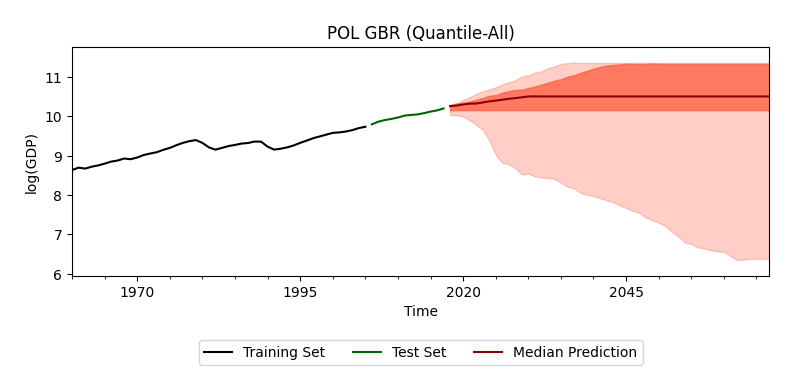 POL GBR (Quantile-All)
log(GDP)
11
10
9
8
7
6
1970
1995
2020
2045
Time
Training Set
Test Set
Median Prediction